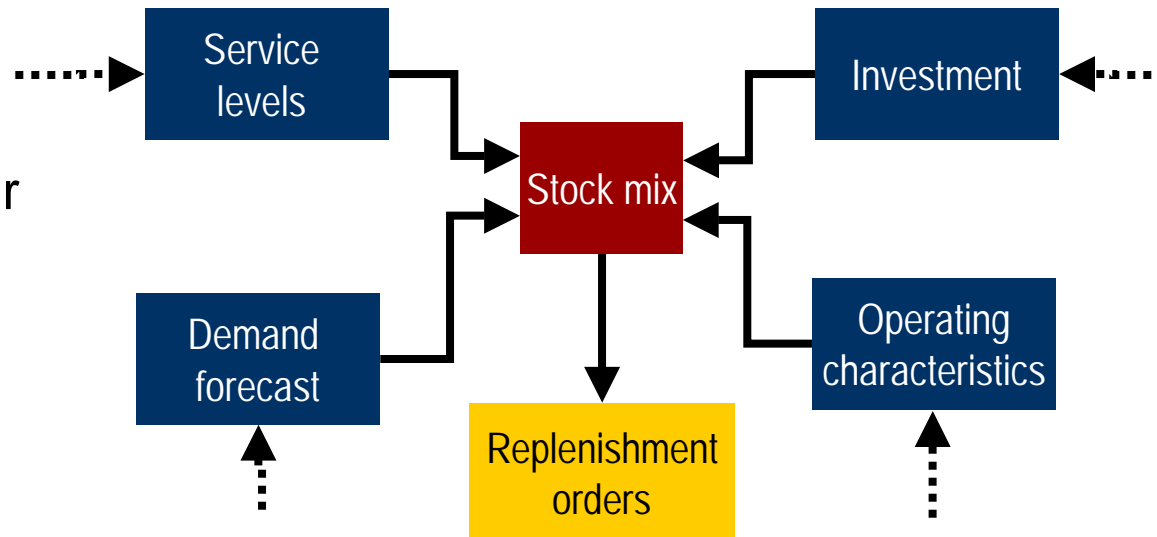 Service
levels
Investment
Stock mix
r
Demand
forecast
Operating
characteristics
Replenishment
orders